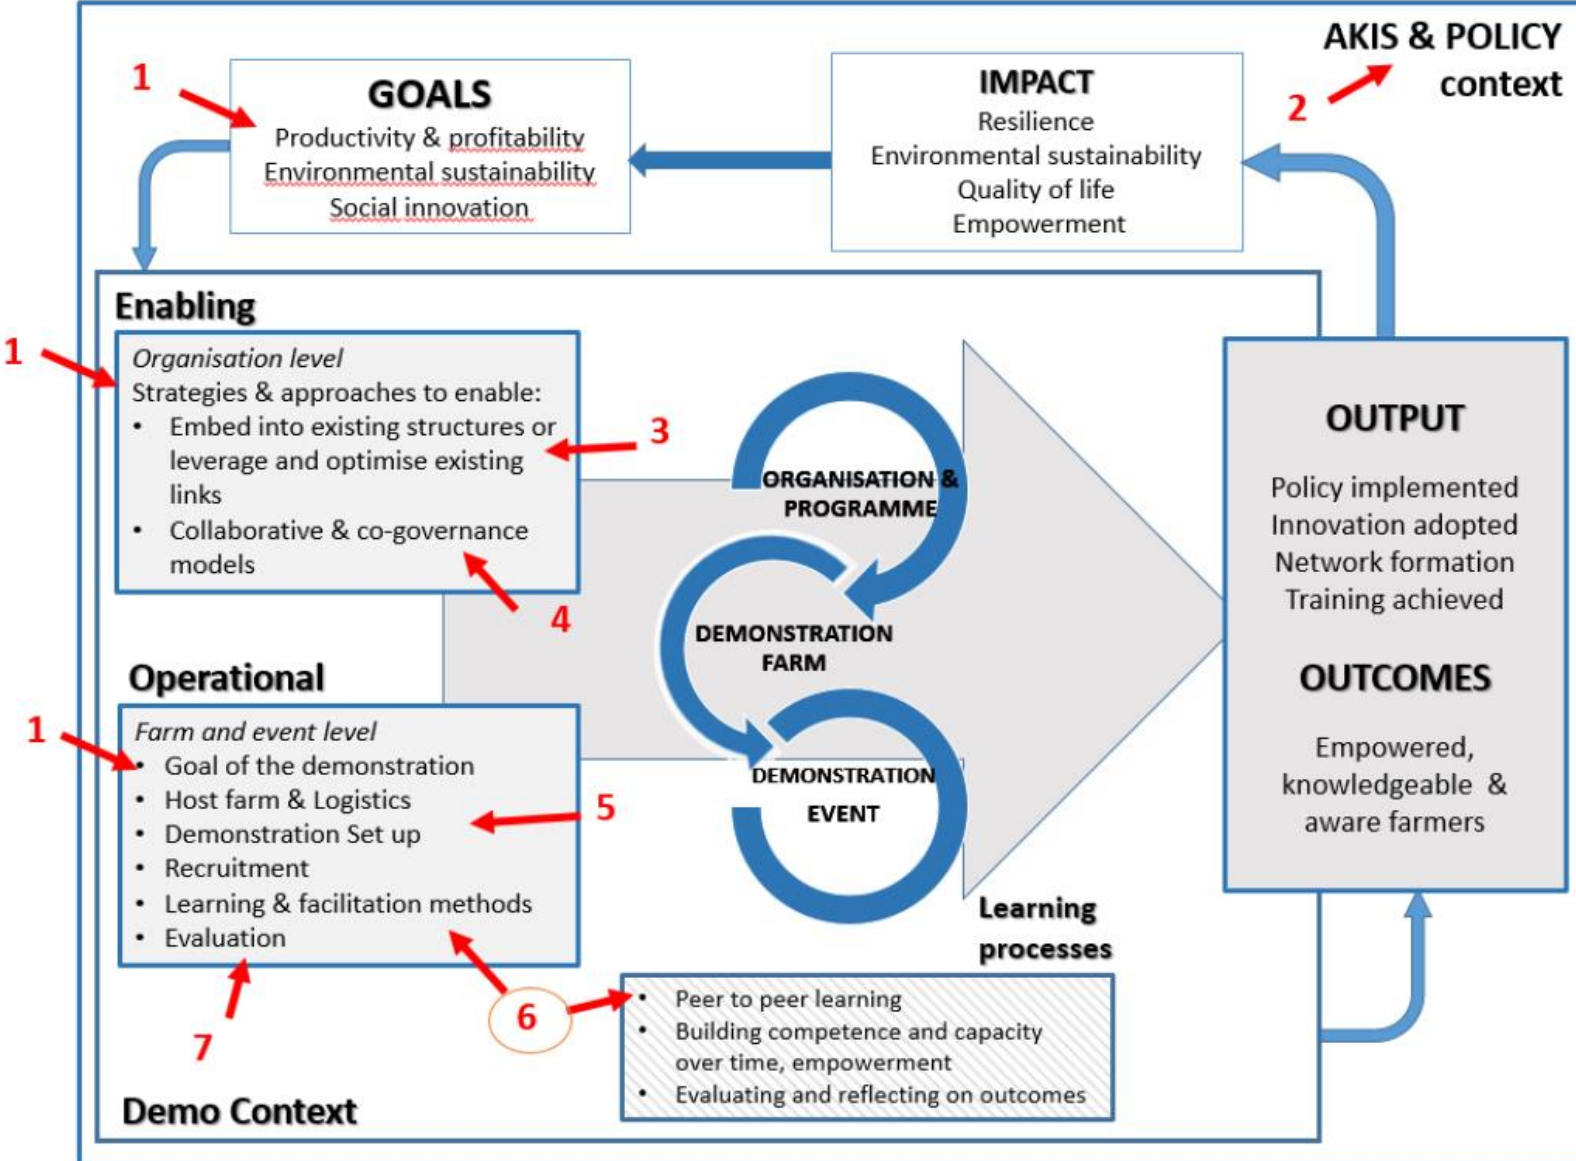 AKIS & POLICY
context
1
2
GOALS
Productivity & profitability
Environmental sustainability
Social innovation
IMPACT
Resilience
Environmental sustainability
Quality of life
Empowerment
Enabling
1
Organisation level
Strategies & approaches to enable:
• Embed into existing structures or
leverage and optimise existing
links
• Collaborative & co-governance
models
3
4
Operational
1
Farm and event level
• Goal of the demonstration
• Host farm & Logistics
• Demonstration Set up
• Recruitment
• Learning & facilitation methods
• Evaluation
5
6
7
ORGANISATION &
PROGRAMME
DEMONSTRATION
FARM
DEMONSTRATION
EVENT
Learning
processes
• Peer to peer learning
• Building competence and capacity
over time, empowerment
• Evaluating and reflecting on outcomes
Demo Context
OUTPUT
Policy implemented
Innovation adopted
Network formation
Training achieved
OUTCOMES
Empowered,
knowledgeable &
aware farmers